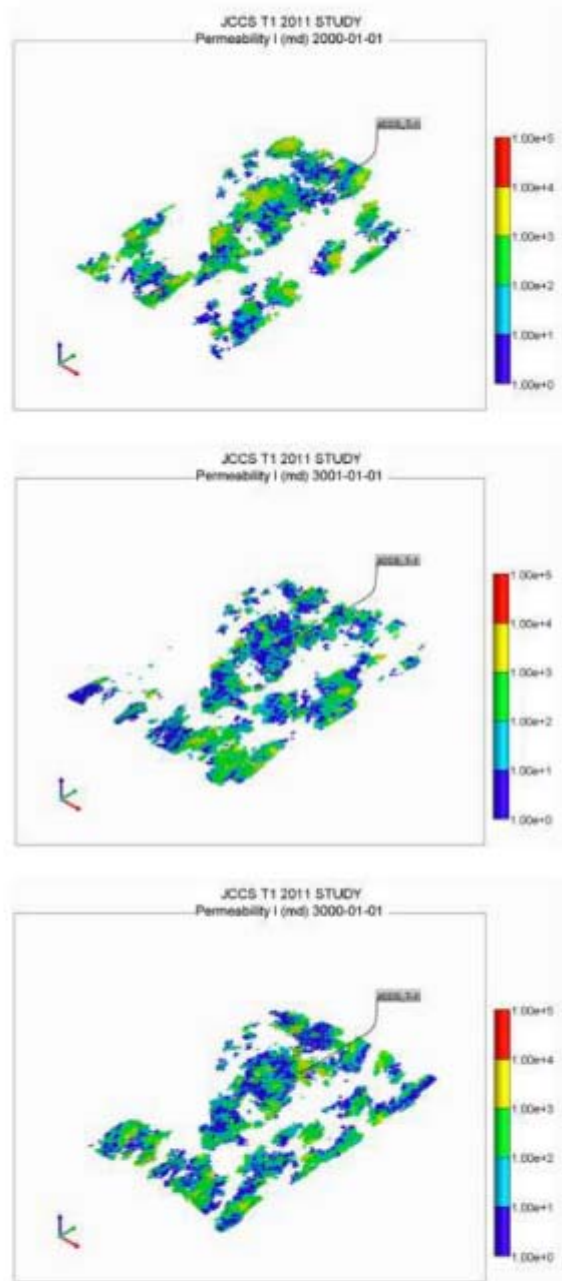 JCCS T1 2011 STUDY
Permeability I (md) 2000-01-01
1.00e+5
1.00e+4
1.00e+3
1.00e+2
1.00e+1
1.00e+0
JCCS T1 2011 STUDY
Permeability I (md) 3001-01-01
1.00e+5
1.00e+4
1.00e+3
1.00e+2
1.00e+1
1.00e+0
JCCS T1 2011 STUDY
Permeability I (md) 3000-01-01
1.00e+5
1.00e+4
1.00e+3
1.00e+2
1.00e+1
1.00e+0